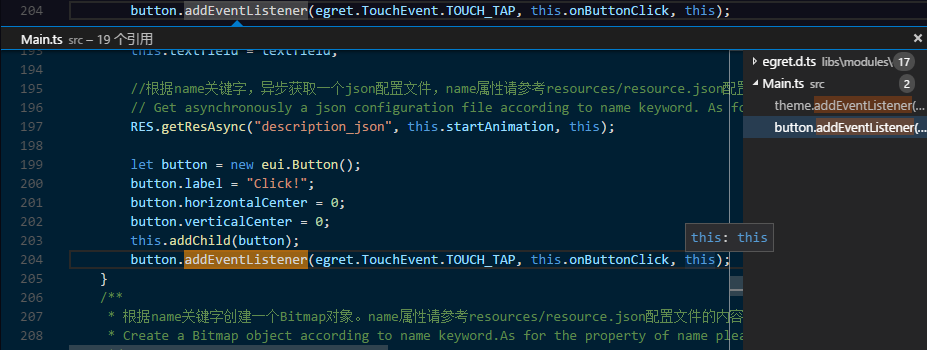 204 button.addEventListener(egret.TouchEvent.TOUCH_TAP, this.onButtonClick, this);
Main.ts src – 19 个引用
193 this.textfield = textfield;
194
195 //根据name关键字，异步获取一个json配置文件，name属性请参考resources/resource.json配置
196 // Get asynchronously a json configuration file according to name keyword. As fo
197 RES.getResAsync("description_json", this.startAnimation, this);
198
199 let button = new eui.Button();
200 button.label = "Click!";
201 button.horizontalCenter = 0;
202 button.verticalCenter = 0;
203 this.addChild(button);
this: this
204 button.addEventListener(egret.TouchEvent.TOUCH_TAP, this.onButtonClick, this);
205 }
206 /**
207 * 根据name关键字创建一个Bitmap对象。name属性请参考resources/resource.json配置文件的内容
208 * Create a Bitmap object according to name keyword.As for the property of name plea
egret.d.ts libs\modules\ 17
Main.ts src 2
theme.addEventListener(...
button.addEventListener(...